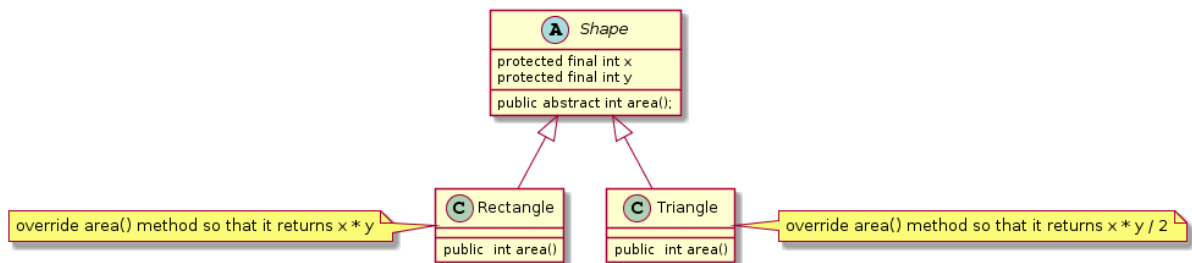 A Shape
protected final int x
protected final int y
public abstract int area();
override area() method so that it returns x * y
C Rectangle
public  int area()
C Triangle
public  int area()
override area() method so that it returns x * y / 2